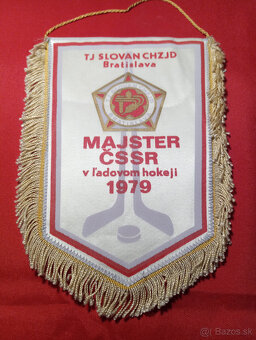 TJ SLOVAN CHZJD
Bratislava
MAJSTER
ČSSR
v ľadovom hokeji
1979
Bazos.sk